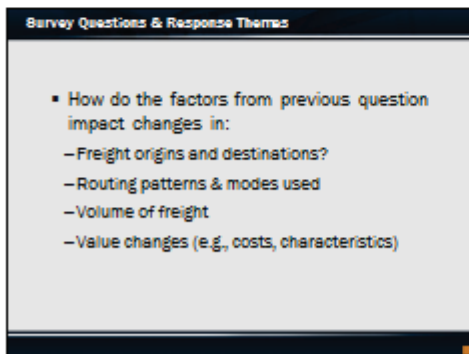 Survey Questions & Response Themes
▪ How do the factors from previous question
impact changes in:
–Freight origins and destinations?
–Routing patterns & modes used
–Volume of freight
–Value changes (e.g., costs, characteristics)